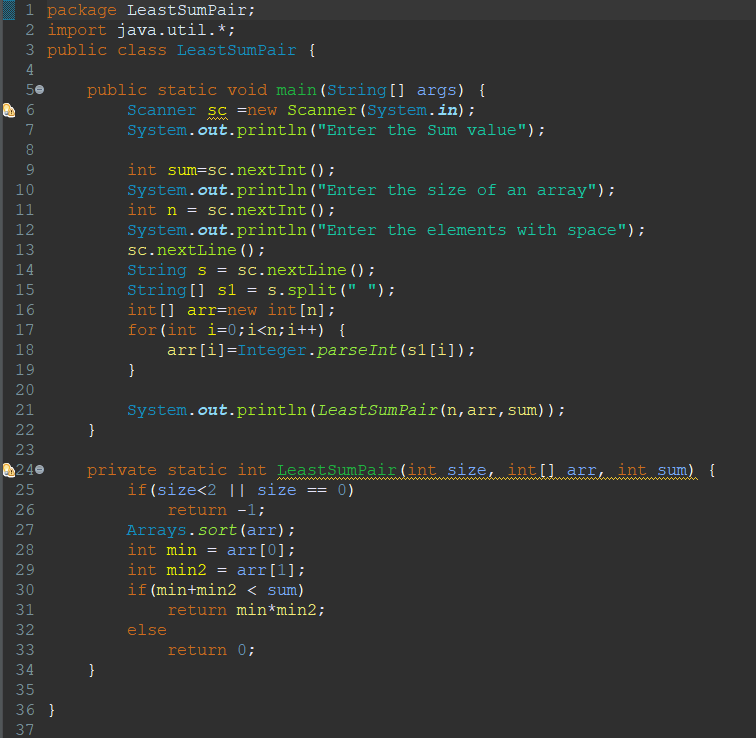 1 package LeastSumPair;
2 import java.util.*;
3 public class LeastSumPair {
4
5 public static void main(String[] args) {
6 Scanner sc =new Scanner(System.in);
7 System.out.println("Enter the Sum value");
8
9 int sum=sc.nextInt();
10 System.out.println("Enter the size of an array");
11 int n = sc.nextInt();
12 System.out.println("Enter the elements with space");
13 sc.nextLine();
14 String s = sc.nextLine();
15 String[] s1 = s.split(" ");
16 int[] arr=new int[n];
17 for(int i=0;i<n;i++) {
18 arr[i]=Integer.parseInt(s1[i]);
19 }
20
21 System.out.println(LeastSumPair(n,arr,sum));
22 }
23
24 private static int LeastSumPair(int size, int[] arr, int sum) {
25 if(size<2 || size == 0)
26 return -1;
27 Arrays.sort(arr);
28 int min = arr[0];
29 int min2 = arr[1];
30 if(min+min2 < sum)
31 return min*min2;
32 else
33 return 0;
34 }
35
36 }
37